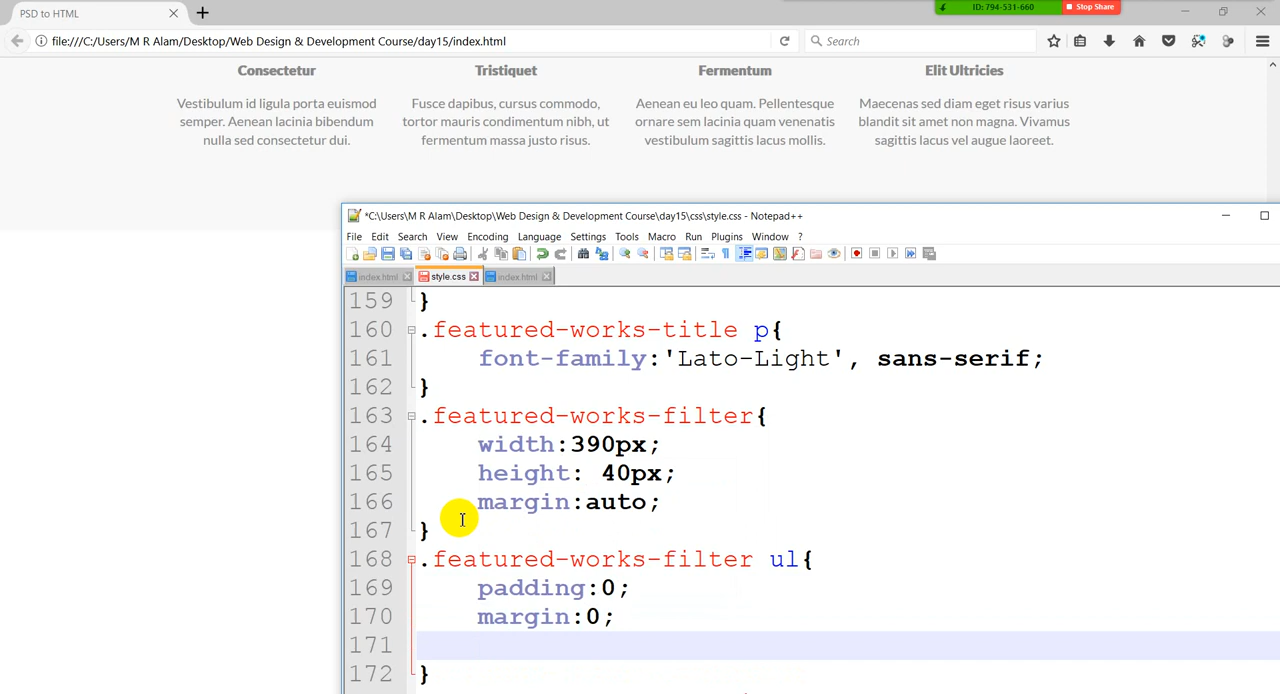 PSD to HTML
ID: 794-531-660
Stop Share
file:///C:/Users/M R Alam/Desktop/Web Design & Development Course/day15/index.html
Search
Consectetur
Tristiquet
Fermentum
Elit Ultricies
Vestibulum id ligula porta euismod
semper. Aenean lacinia bibendum
nulla sed consectetur dui.
Fusce dapibus, cursus commodo,
tortor mauris condimentum nibh, ut
fermentum massa justo risus.
Aenean eu leo quam. Pellentesque
ornare sem lacinia quam venenatis
vestibulum sagittis lacus mollis.
Maecenas sed diam eget risus varius
blandit sit amet non magna. Vivamus
sagittis lacus vel augue laoreet.
*C:\Users\M R Alam\Desktop\Web Design & Development Course\day15\css\style.css - Notepad++
File Edit Search View Encoding Language Settings Tools Macro Run Plugins Window ?
index.html style.css index.html
159 }
160 .featured-works-title p{
161 font-family:'Lato-Light', sans-serif;
162 }
163 .featured-works-filter{
164 width:390px;
165 height: 40px;
166 margin:auto;
167 }
168 .featured-works-filter ul{
169 padding:0;
170 margin:0;
171
172 }